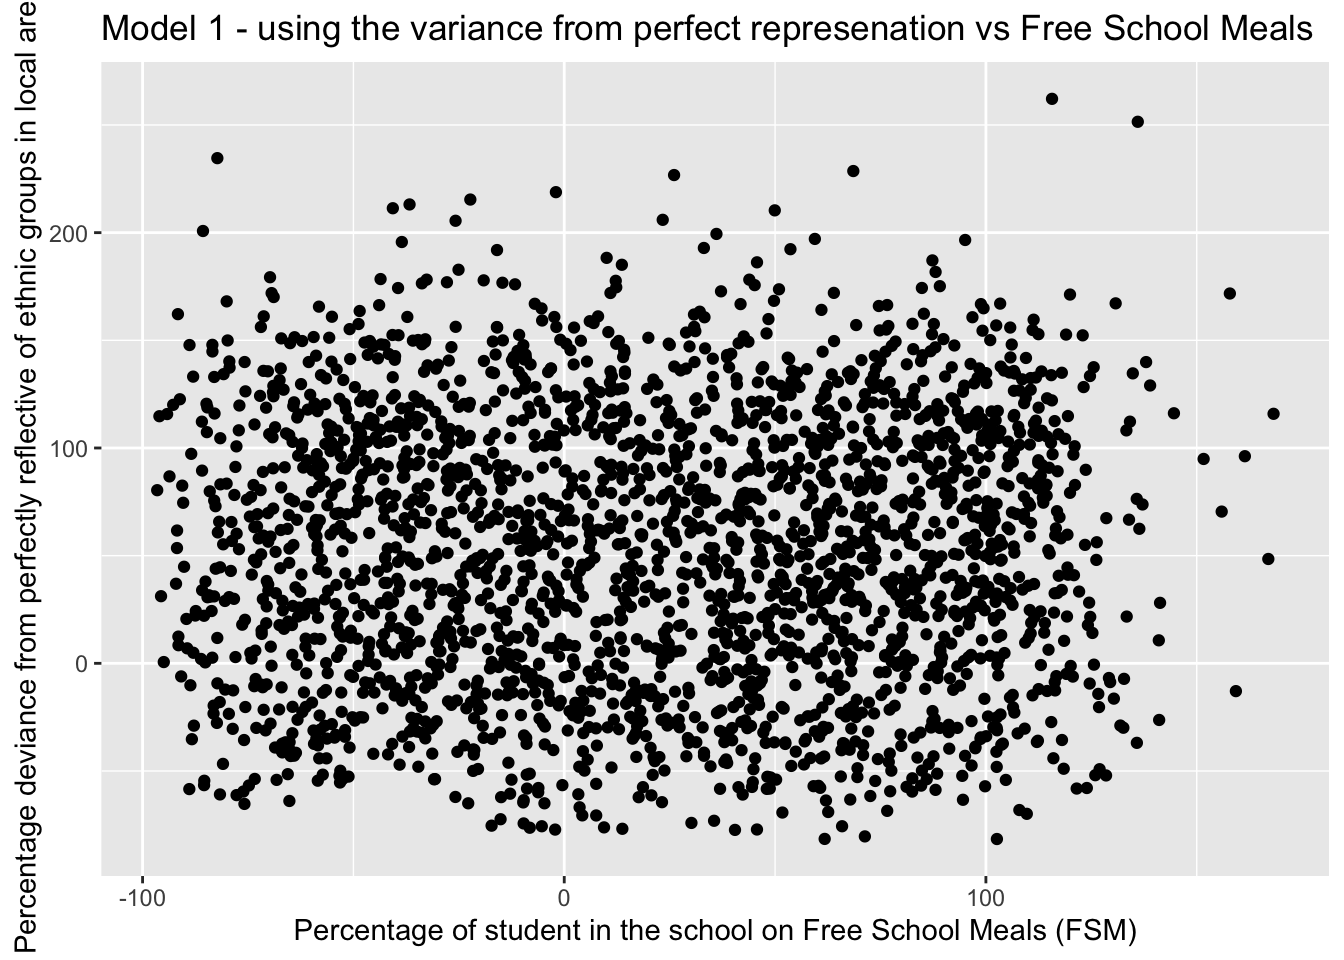 Model 1 - using the variance from perfect represenation vs Free School Meals
Percentage deviance from perfectly reflective of ethnic groups in local are
200
100
0
-100
0
100
Percentage of student in the school on Free School Meals (FSM)